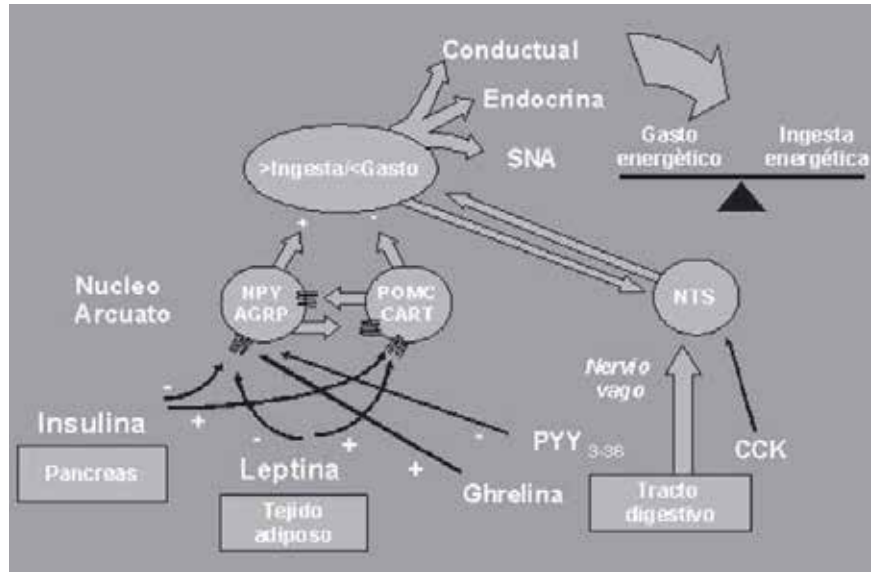 Conductual
Endocrina
SNA
Gasto
energètico
Ingesta
energética
>Ingesta/<Gasto
+
-
Nucleo
Arcuato
NPY
AGRP
POMC
CART
NTS
Nervio
vago
-
+
Insulina
Pancreas
-
+
Leptina
Tejido
adiposo
-
PYY 3-36
+
Ghrelina
CCK
Tracto
digestivo